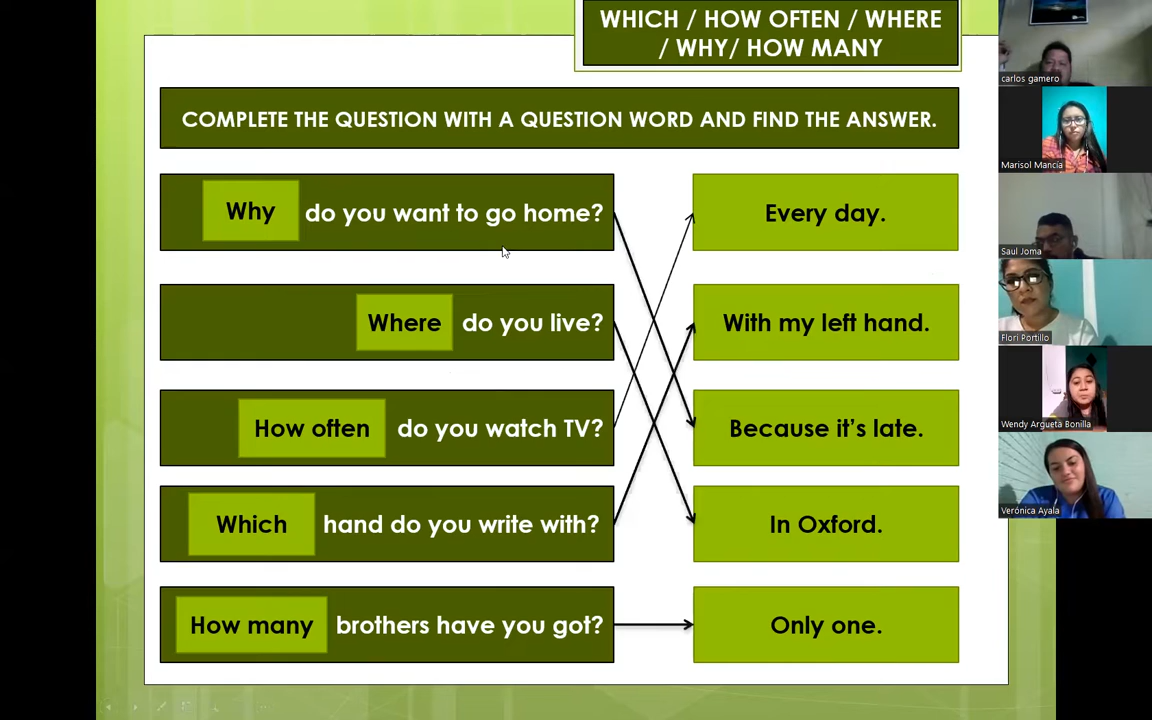 WHICH / HOW OFTEN / WHERE
/ WHY/ HOW MANY
COMPLETE THE QUESTION WITH A QUESTION WORD AND FIND THE ANSWER.
Why do you want to go home?
Every day.
Where do you live?
With my left hand.
How often do you watch TV?
Because it’s late.
Which hand do you write with?
In Oxford.
How many brothers have you got?
Only one.
carlos gamero
Marisol Mancía
Saul Joma
Flori Portillo
Wendy Argueta Bonilla
Verónica Ayala